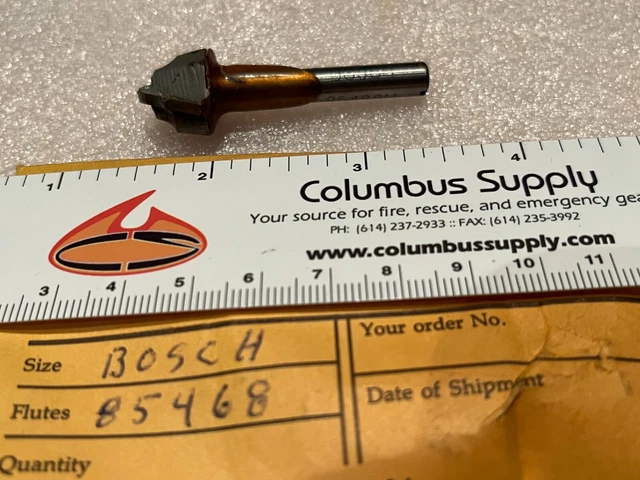 1 2 3 4
Columbus Supply
Your source for fire, rescue, and emergency gea
PH: (614) 237-2933 :: FAX: (614) 235-3992
www.columbussupply.com
3 4 5 6 7 8 9 10 11
Size BOSCH
Your order No.
Flutes 85468
Date of Shipment
Quantity